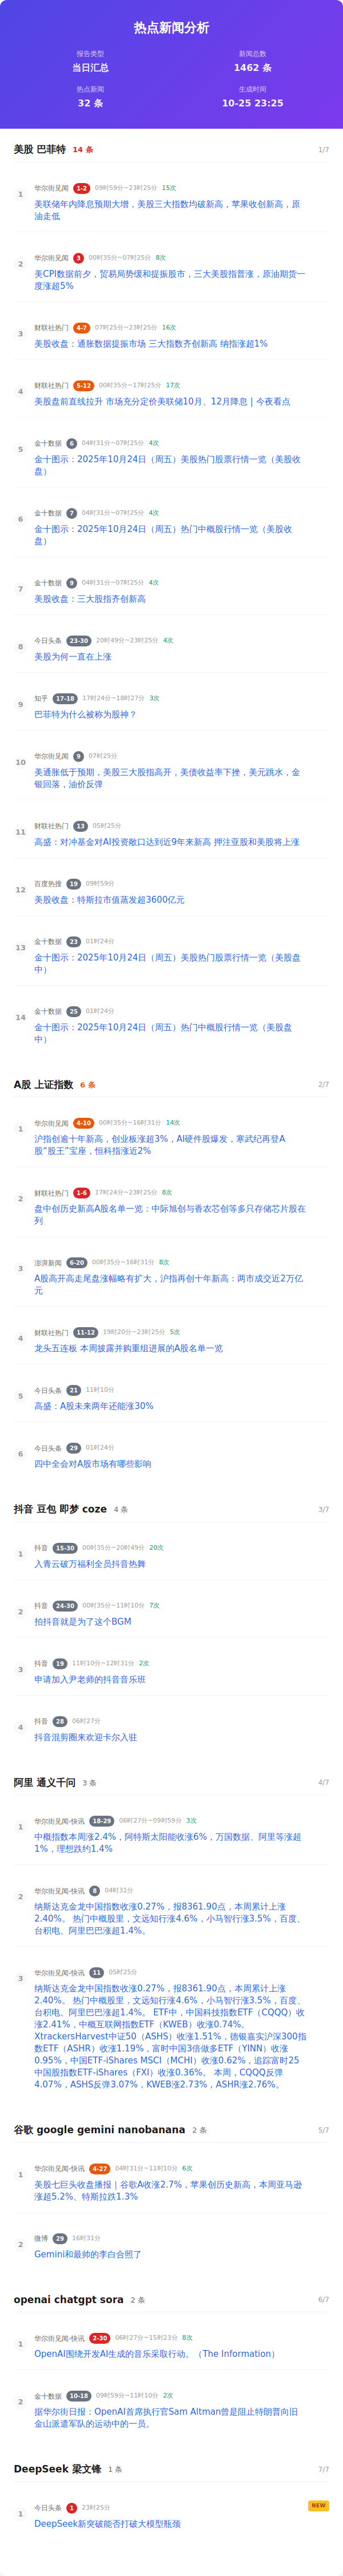 热点新闻分析
报告类型
当日汇总
新闻总数
1462 条
热点新闻
32 条
生成时间
10-25 23:25
美股 巴菲特 14 条 1/7
1
华尔街见闻 1-2 09时59分~23时25分 15次
美联储年内降息预期大增，美股三大指数均破新高，苹果收创新高，原
油走低
2
华尔街见闻 3 00时35分~07时25分 8次
美CPI数据前夕，贸易局势缓和提振股市，三大美股指普涨，原油期货一
度涨超5%
3
财联社热门 4-7 07时25分~23时25分 16次
美股收盘：通胀数据提振市场 三大指数齐创新高 纳指涨超1%
4
财联社热门 5-12 00时35分~17时25分 17次
美股盘前直线拉升 市场充分定价美联储10月、12月降息 | 今夜看点
5
金十数据 6 04时31分~07时25分 4次
金十图示：2025年10月24日（周五）美股热门股票行情一览（美股收
盘）
6
金十数据 7 04时31分~07时25分 4次
金十图示：2025年10月24日（周五）热门中概股行情一览（美股收
盘）
7
金十数据 9 04时31分~07时25分 4次
美股收盘：三大股指齐创新高
8
今日头条 23-30 20时49分~23时25分 4次
美股为何一直在上涨
9
知乎 17-18 17时24分~18时27分 3次
巴菲特为什么被称为股神？
10
华尔街见闻 9 07时25分
美通胀低于预期，美股三大股指高开，美债收益率下挫，美元跳水，金
银回落，油价反弹
11
财联社热门 13 05时25分
高盛：对冲基金对AI投资敞口达到近9年来新高 押注亚股和美股将上涨
12
百度热搜 19 09时59分
美股收盘：特斯拉市值蒸发超3600亿元
13
金十数据 23 01时24分
金十图示：2025年10月24日（周五）美股热门股票行情一览（美股盘
中）
14
金十数据 25 01时24分
金十图示：2025年10月24日（周五）热门中概股行情一览（美股盘
中）
A股 上证指数 6 条 2/7
1
华尔街见闻 4-10 00时35分~16时31分 14次
沪指创逾十年新高，创业板涨超3%，AI硬件股爆发，寒武纪再登A
股“股王”宝座，恒科指涨近2%
2
财联社热门 1-6 17时24分~23时25分 8次
盘中创历史新高A股名单一览：中际旭创与香农芯创等多只存储芯片股在
列
3
澎湃新闻 6-20 00时35分~16时31分 8次
A股高开高走尾盘涨幅略有扩大，沪指再创十年新高：两市成交近2万亿
元
4
财联社热门 11-12 19时20分~23时25分 5次
龙头五连板 本周披露并购重组进展的A股名单一览
5
今日头条 21 11时10分
高盛：A股未来两年还能涨30%
6
今日头条 29 01时24分
四中全会对A股市场有哪些影响
抖音 豆包 即梦 coze 4 条 3/7
1
抖音 15-30 00时35分~20时49分 20次
入青云破万福利全员抖音热舞
2
抖音 24-30 00时35分~11时10分 7次
拍抖音就是为了这个BGM
3
抖音 19 11时10分~12时31分 2次
申请加入尹老师的抖音音乐班
4
抖音 28 06时27分
抖音混剪圈来欢迎卡尔入驻
阿里 通义千问 3 条 4/7
1
华尔街见闻-快讯 18-29 06时27分~09时59分 3次
中概指数本周涨2.4%，阿特斯太阳能收涨6%，万国数据、阿里等涨超
1%，理想跌约1.4%
2
华尔街见闻-快讯 8 04时31分
纳斯达克金龙中国指数收涨0.27%，报8361.90点，本周累计上涨
2.40%。 热门中概股里，文远知行涨4.6%，小马智行涨3.5%，百度、
台积电、阿里巴巴涨超1.4%。
3
华尔街见闻-快讯 11 05时25分
纳斯达克金龙中国指数收涨0.27%，报8361.90点，本周累计上涨
2.40%。 热门中概股里，文远知行涨4.6%，小马智行涨3.5%，百度、
台积电、阿里巴巴涨超1.4%。 ETF中，中国科技指数ETF（CQQQ）收
涨2.41%，中概互联网指数ETF（KWEB）收涨0.74%。
XtrackersHarvest中证50（ASHS）收涨1.51%，德银嘉实沪深300指
数ETF（ASHR）收涨1.19%，富时中国3倍做多ETF（YINN）收涨
0.95%，中国ETF-iShares MSCI（MCHI）收涨0.62%，追踪富时25
中国股指数ETF-iShares（FXI）收涨0.36%。 本周，CQQQ反弹
4.07%，ASHS反弹3.07%，KWEB涨2.73%，ASHR涨2.76%。
谷歌 google gemini nanobanana 2 条 5/7
1
华尔街见闻-快讯 4-27 04时31分~11时10分 6次
美股七巨头收盘播报｜谷歌A收涨2.7%，苹果创历史新高，本周亚马逊
涨超5.2%、特斯拉跌1.3%
2
微博 29 16时31分
Gemini和最帅的李白合照了
openai chatgpt sora 2 条 6/7
1
华尔街见闻-快讯 2-30 06时27分~15时23分 8次
OpenAI围绕开发AI生成的音乐采取行动。（The Information）
2
金十数据 10-18 09时59分~11时10分 2次
据华尔街日报：OpenAI首席执行官Sam Altman曾是阻止特朗普向旧
金山派遣军队的运动中的一员。
DeepSeek 梁文锋 1 条 7/7
NEW
1
今日头条 1 23时25分
DeepSeek新突破能否打破大模型瓶颈